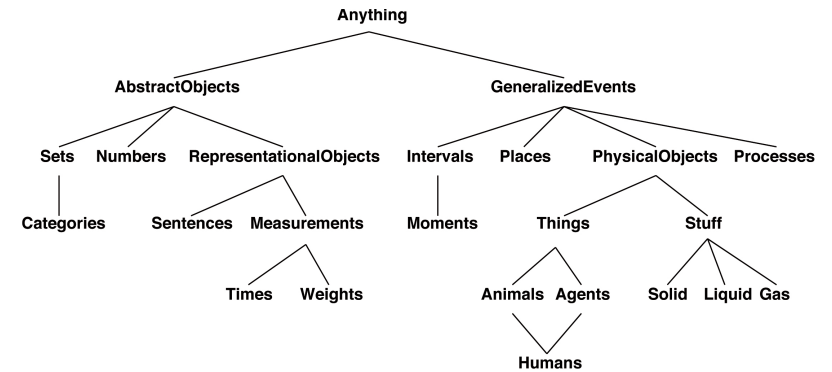 Anything
AbstractObjects GeneralizedEvents
Sets Numbers RepresentationalObjects Intervals Places PhysicalObjects Processes
Categories Sentences Measurements Moments Things Stuff
Times Weights Animals Agents Solid Liquid Gas
Humans